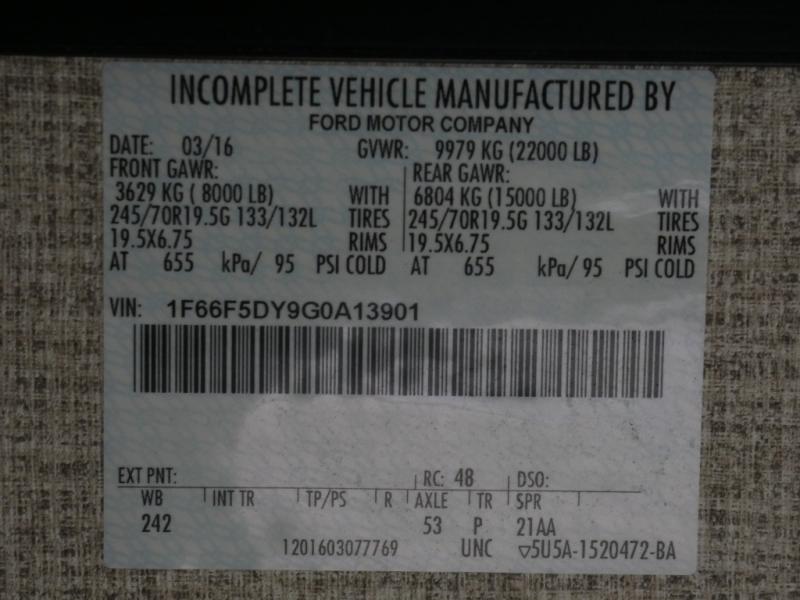 INCOMPLETE VEHICLE MANUFACTURED BY
FORD MOTOR COMPANY
DATE: 03/16 GVWR: 9979 KG (22000 LB)
FRONT GAWR: REAR GAWR:
3629 KG ( 8000 LB) WITH 6804 KG (15000 LB) WITH
245/70R19.5G 133/132L TIRES 245/70R19.5G 133/132L TIRES
19.5X6.75 RIMS 19.5X6.75 RIMS
AT 655 kPa/ 95 PSI COLD AT 655 kPa/ 95 PSI COLD
VIN: 1F66F5DY9G0A13901
EXT PNT: RC: 48 DSO:
WB INT TR TP/PS R AXLE TR SPR
242 53 P 21AA
1201603077769 UNC ▽5U5A-1520472-BA